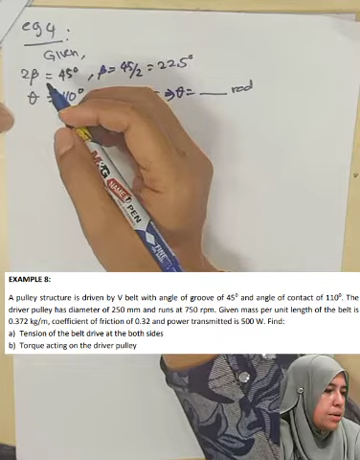 eg 4 :
Given,
2β = 45° , β = 45/2 = 22.5°
θ = 110° ⇒ θ = ___ rad
M&G NAME PEN
EXAMPLE 8:
A pulley structure is driven by V belt with angle of groove of 45⁰ and angle of contact of 110⁰. The
driver pulley has diameter of 250 mm and runs at 750 rpm. Given mass per unit length of the belt is
0.372 kg/m, coefficient of friction of 0.32 and power transmitted is 500 W. Find:
a) Tension of the belt drive at the both sides
b) Torque acting on the driver pulley